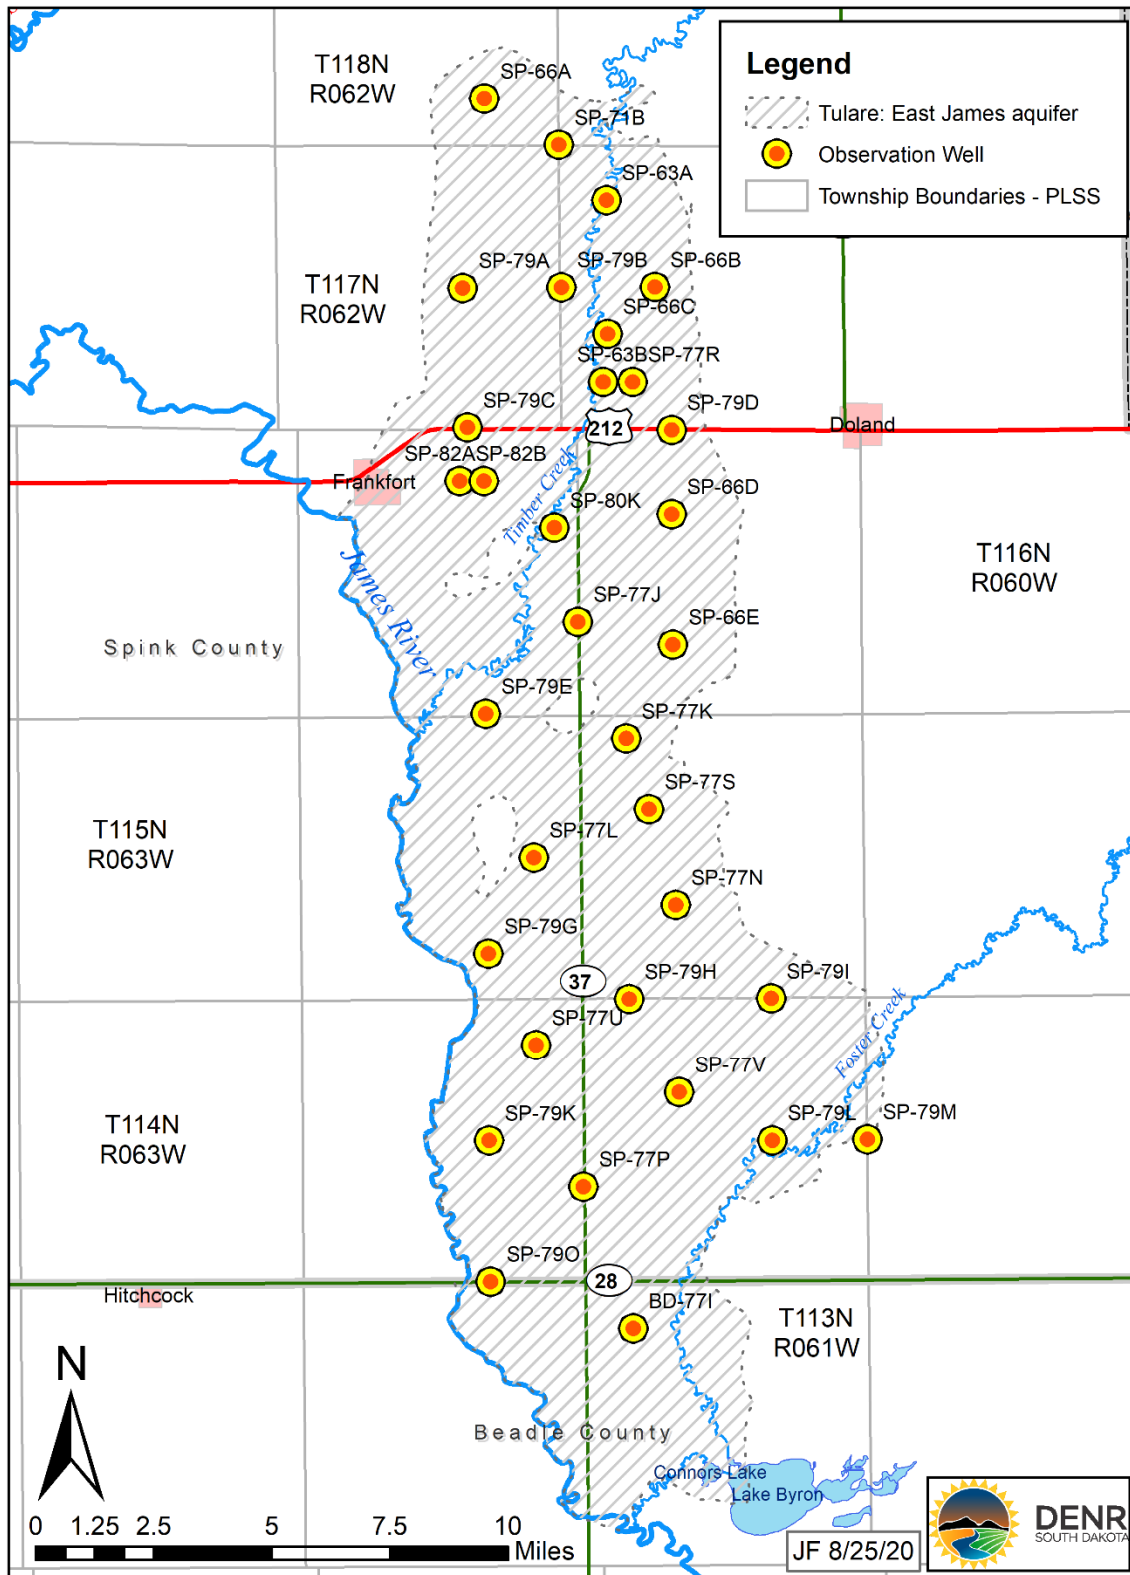 T118N
R062W
SP-66A
SP-71B
Legend
Tulare: East James aquifer
Observation Well
Township Boundaries - PLSS
SP-63A
T117N
R062W
SP-79A
SP-79B
SP-66B
SP-66C
SP-63B
SP-77R
SP-79C
212
SP-79D
Doland
Frankfort
SP-82A
SP-82B
Timber Creek
SP-80K
SP-66D
T116N
R060W
James River
SP-77J
SP-66E
Spink County
SP-79E
SP-77K
SP-77S
T115N
R063W
SP-77L
SP-77N
SP-79G
37
SP-79H
SP-79I
SP-77U
Foster Creek
SP-77V
T114N
R063W
SP-79K
SP-79L
SP-79M
SP-77P
SP-79O
28
Hitchcock
BD-77I
T113N
R061W
N
Beadle County
Connors Lake
Lake Byron
0 1.25 2.5 5 7.5 10
Miles
JF 8/25/20
DENR
SOUTH DAKOTA